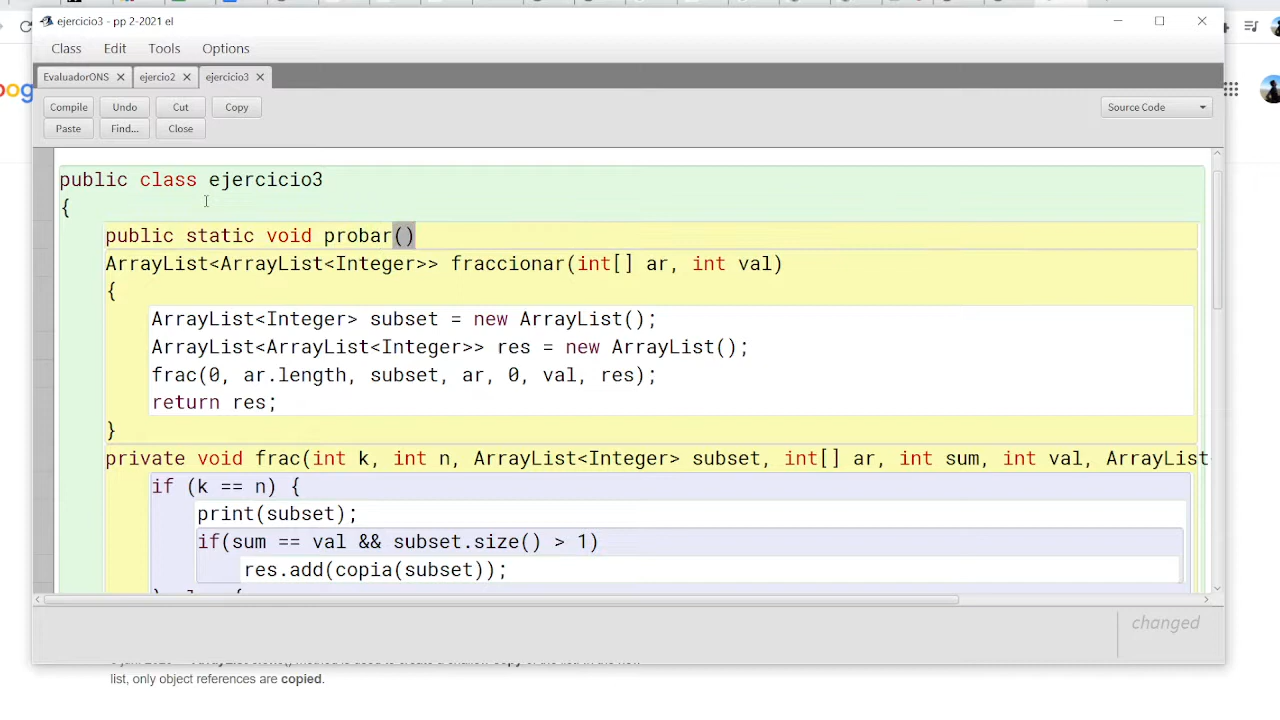 ejercicio3 - pp 2-2021 el
Class Edit Tools Options
EvaluadorONS ejercio2 ejercicio3
Compile Undo Cut Copy Source Code
Paste Find... Close
oog
public class ejercicio3
{
public static void probar()
ArrayList<ArrayList<Integer>> fraccionar(int[] ar, int val)
{
ArrayList<Integer> subset = new ArrayList();
ArrayList<ArrayList<Integer>> res = new ArrayList();
frac(0, ar.length, subset, ar, 0, val, res);
return res;
}
private void frac(int k, int n, ArrayList<Integer> subset, int[] ar, int sum, int val, ArrayList
if (k == n) {
print(subset);
if(sum == val && subset.size() > 1)
res.add(copia(subset));
changed
list, only object references are copied.